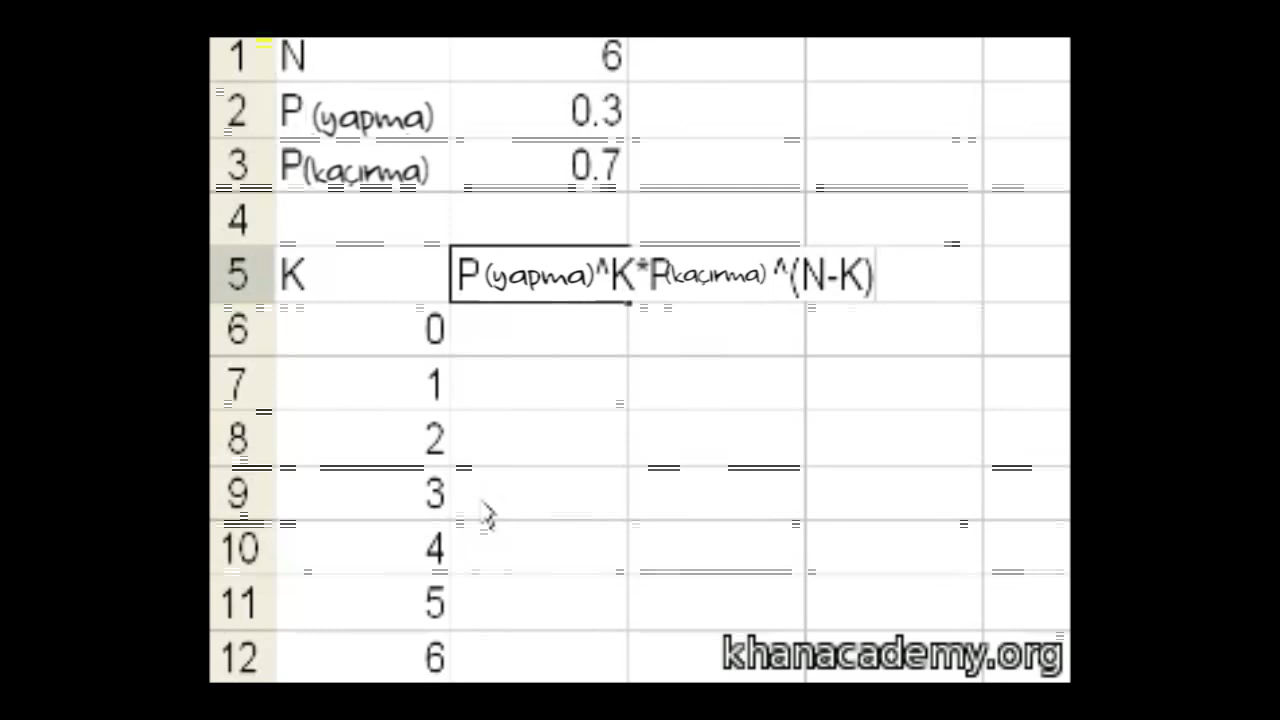 1 N 6
2 P (yapma) 0.3
3 P(kaçırma) 0.7
4
5 K P(yapma)^K*P(kaçırma)^(N-K)
6 0
7 1
8 2
9 3
10 4
11 5
12 6
khanacademy.org